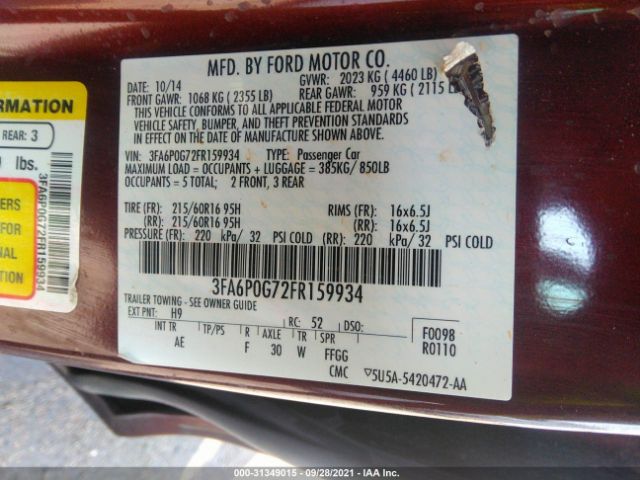 MFD. BY FORD MOTOR CO.
DATE: 10/14 GVWR: 2023 KG ( 4460 LB)
FRONT GAWR: 1068 KG ( 2355 LB) REAR GAWR: 959 KG ( 2115 LB
THIS VEHICLE CONFORMS TO ALL APPLICABLE FEDERAL MOTOR
VEHICLE SAFETY, BUMPER, AND THEFT PREVENTION STANDARDS
IN EFFECT ON THE DATE OF MANUFACTURE SHOWN ABOVE.
VIN: 3FA6P0G72FR159934 TYPE: Passenger Car
MAXIMUM LOAD = OCCUPANTS + LUGGAGE = 385KG/ 850LB
OCCUPANTS = 5 TOTAL; 2 FRONT, 3 REAR
TIRE (FR): 215/60R16 95H RIMS (FR): 16x6.5J
(RR): 215/60R16 95H (RR): 16x6.5J
PRESSURE (FR): 220 kPa/ 32 PSI COLD (RR): 220 kPa/ 32 PSI COLD
3FA6P0G72FR159934
TRAILER TOWING - SEE OWNER GUIDE
EXT PNT: H9 RC: 52 DSO: F0098
R0110
INT TR TP/PS R AXLE TR SPR
AE F 30 W FFGG
CMC ▽5U5A-5420472-AA
ORMATION
REAR: 3
lbs.
ERS
FOR
NAL
ATION
3FA6P0G72FR159934
000-31349015 - 09/28/2021 - IAA Inc.